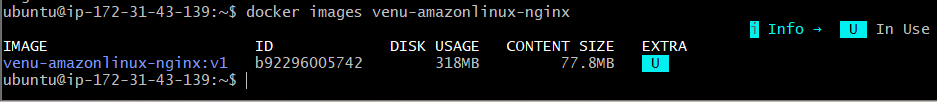 ubuntu@ip-172-31-43-139:~$ docker images venu-amazonlinux-nginx
i Info → U In Use
IMAGE ID DISK USAGE CONTENT SIZE EXTRA
venu-amazonlinux-nginx:v1 b92296005742 318MB 77.8MB U
ubuntu@ip-172-31-43-139:~$